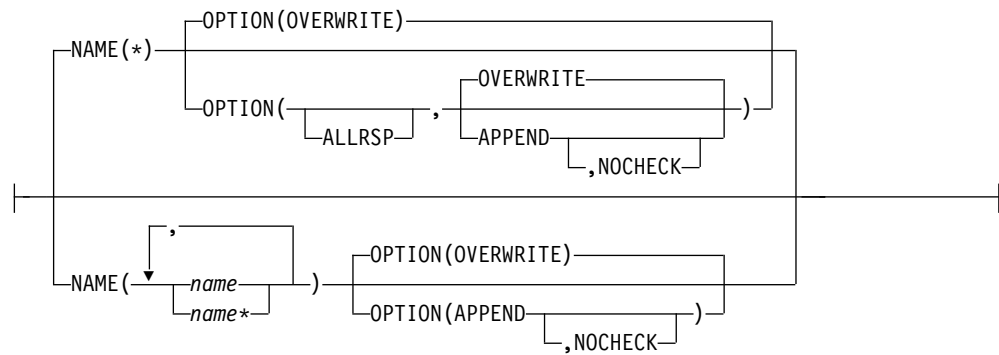 OPTION(OVERWRITE)
NAME(*)
OVERWRITE
OPTION( , )
ALLRSP APPEND
,NOCHECK
,
OPTION(OVERWRITE)
NAME( name )
name* OPTION(APPEND )
,NOCHECK